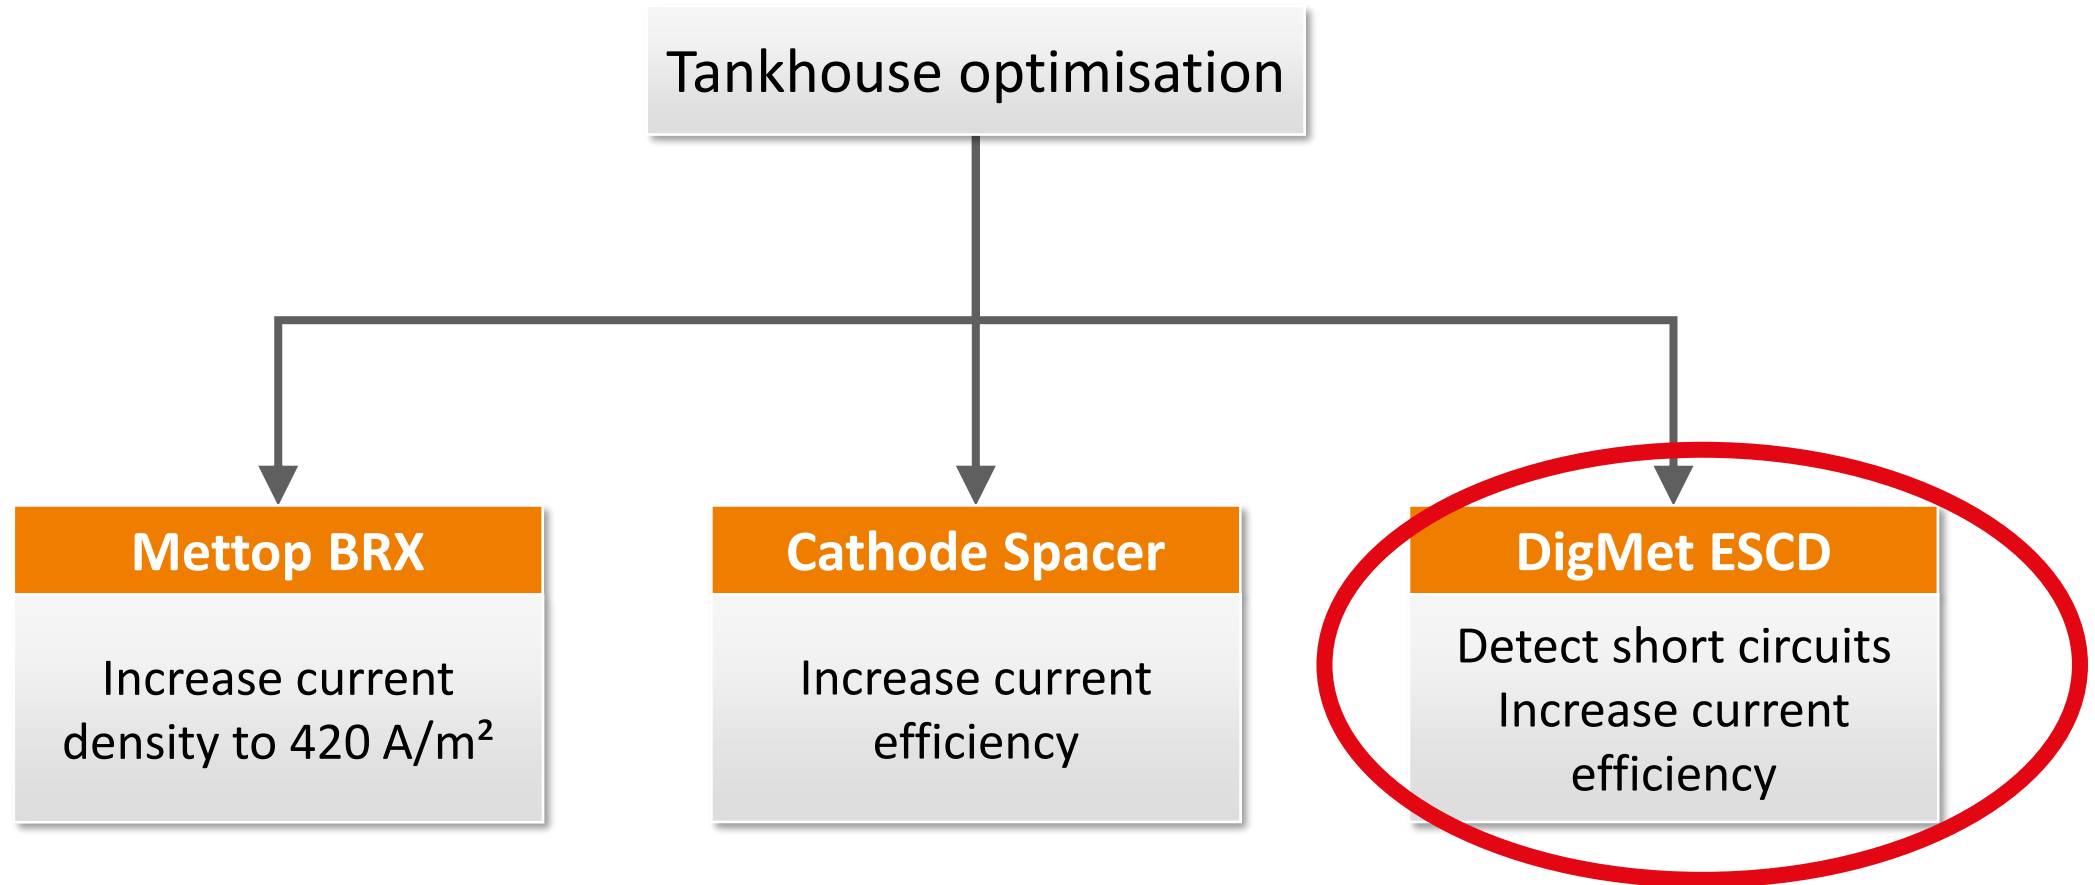 Tankhouse optimisation
Mettop BRX
Increase current
density to 420 A/m²
Cathode Spacer
Increase current
efficiency
DigMet ESCD
Detect short circuits
Increase current
efficiency